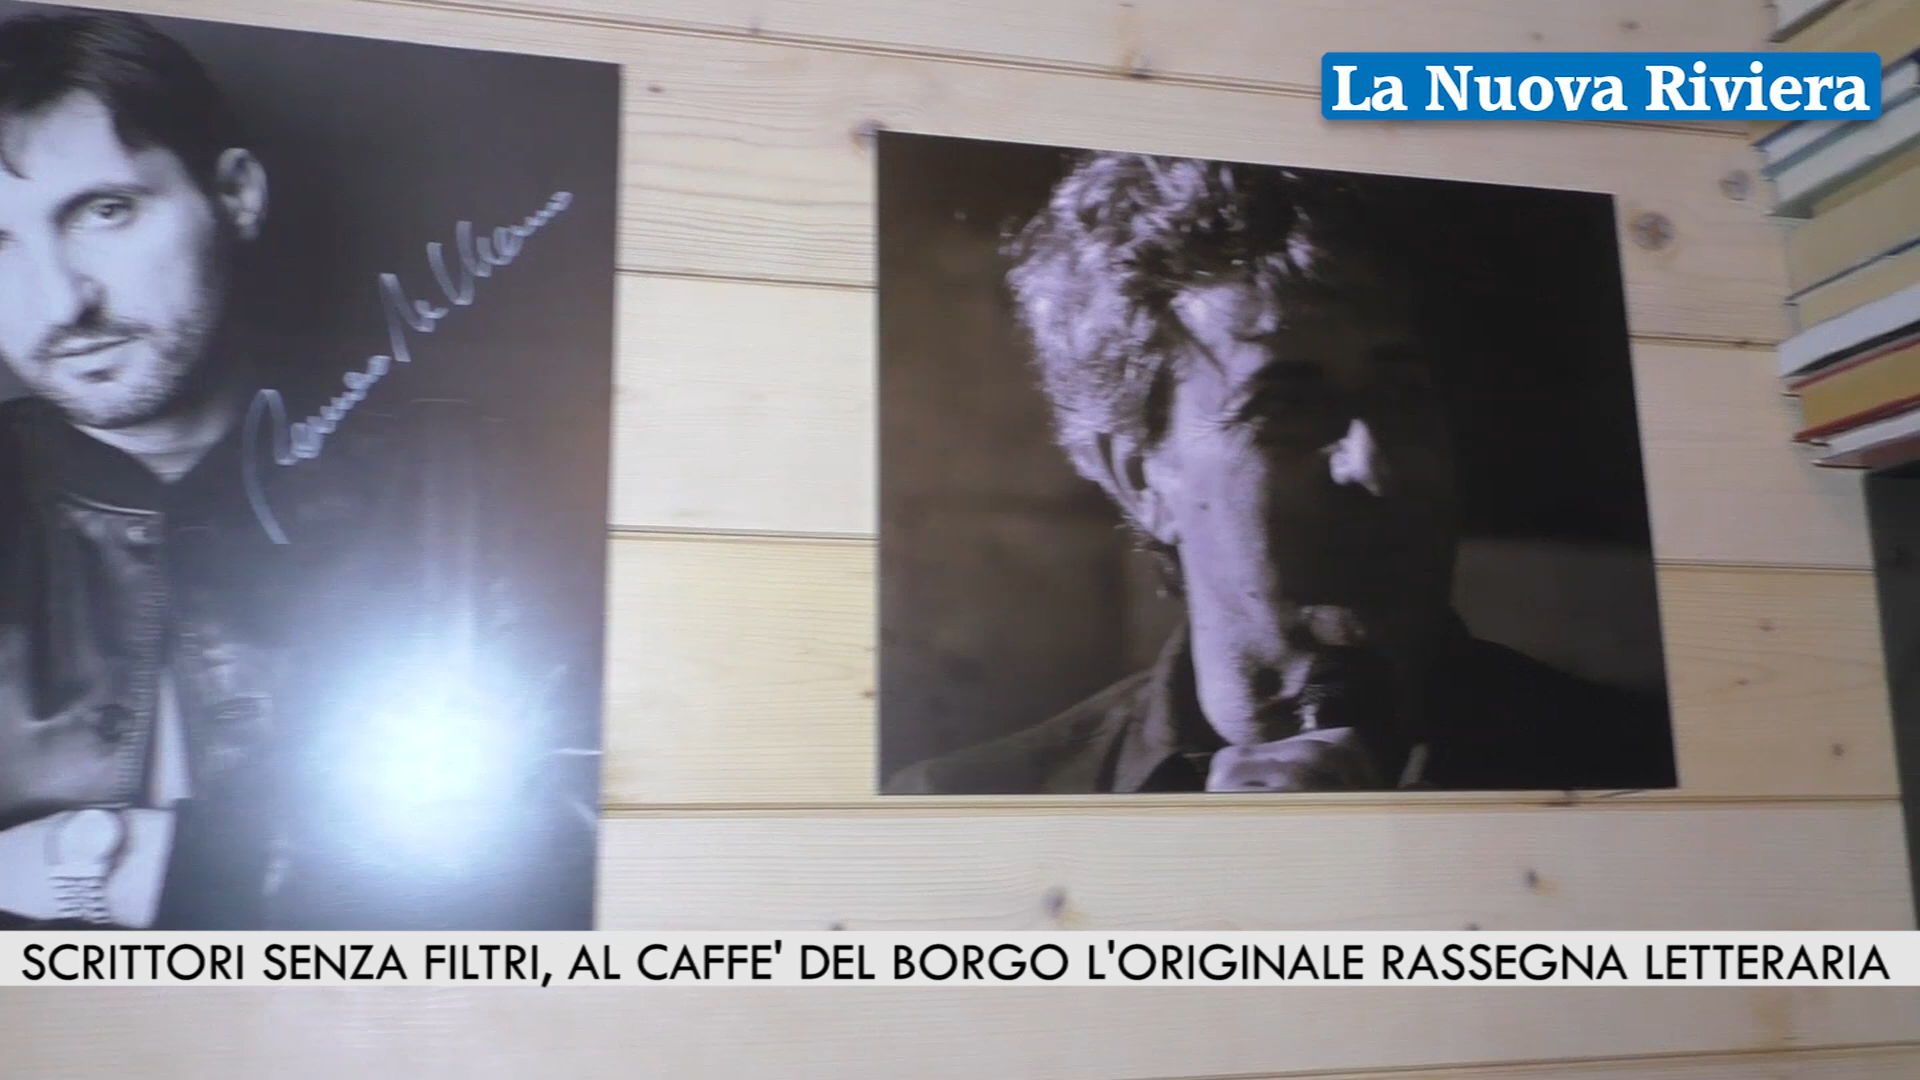 La Nuova Riviera
SCRITTORI SENZA FILTRI, AL CAFFE' DEL BORGO L'ORIGINALE RASSEGNA LETTERARIA